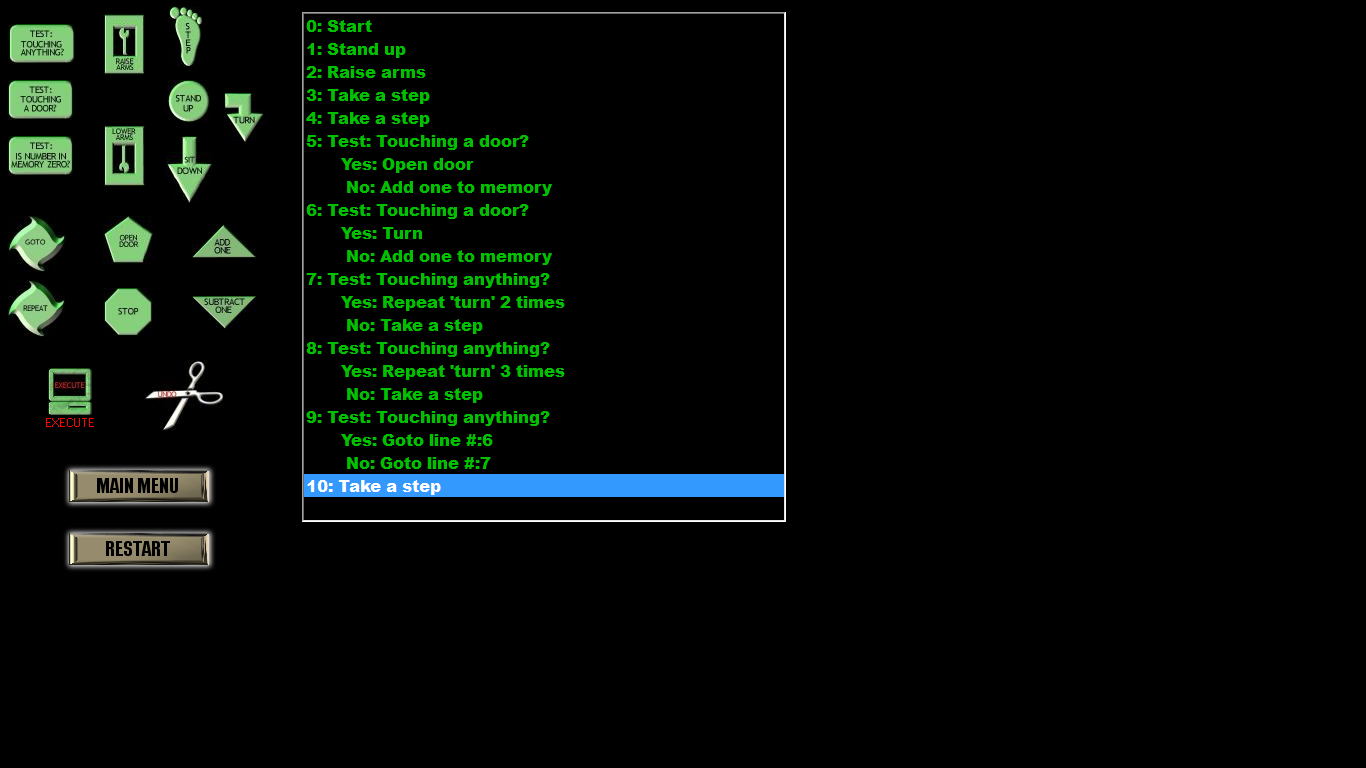 TEST:
TOUCHING
ANYTHING?
RAISE
ARMS
STEP
TEST:
TOUCHING
A DOOR?
STAND
UP
TURN
TEST:
IS NUMBER IN
MEMORY ZERO?
LOWER
ARMS
SIT
DOWN
GOTO
OPEN
DOOR
ADD
ONE
REPEAT
STOP
SUBTRACT
ONE
EXECUTE
EXECUTE
UNDO
MAIN MENU
RESTART
0: Start
1: Stand up
2: Raise arms
3: Take a step
4: Take a step
5: Test: Touching a door?
Yes: Open door
No: Add one to memory
6: Test: Touching a door?
Yes: Turn
No: Add one to memory
7: Test: Touching anything?
Yes: Repeat 'turn' 2 times
No: Take a step
8: Test: Touching anything?
Yes: Repeat 'turn' 3 times
No: Take a step
9: Test: Touching anything?
Yes: Goto line #:6
No: Goto line #:7
10: Take a step